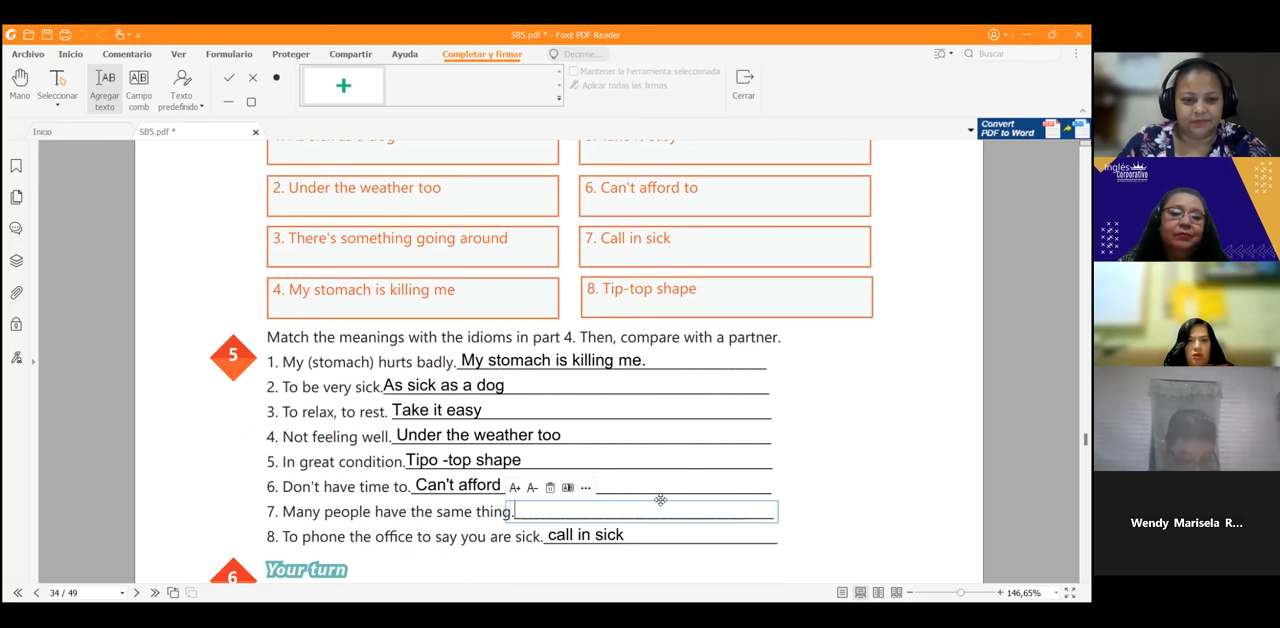 SB5.pdf * - Foxit PDF Reader
Archivo Inicio Comentario Ver Formulario Proteger Compartir Ayuda Completar y firmar Decirme... Buscar
Mano Seleccionar Agregar texto Campo comb Texto predefinido Mantener la herramienta seleccionada Aplicar todas las firmas Cerrar
Inicio SB5.pdf *
Convert PDF to Word
2. Under the weather too
6. Can't afford to
3. There's something going around
7. Call in sick
4. My stomach is killing me
8. Tip-top shape
5
Match the meanings with the idioms in part 4. Then, compare with a partner.
1. My (stomach) hurts badly. My stomach is killing me.
2. To be very sick. As sick as a dog
3. To relax, to rest. Take it easy
4. Not feeling well. Under the weather too
5. In great condition. Tipo -top shape
6. Don't have time to. Can't afford
A+ A- AB ...
7. Many people have the same thing.
8. To phone the office to say you are sick. call in sick
6
Your turn
34 / 49
146,65%
Inglés Corporativo
Wendy Marisela R...